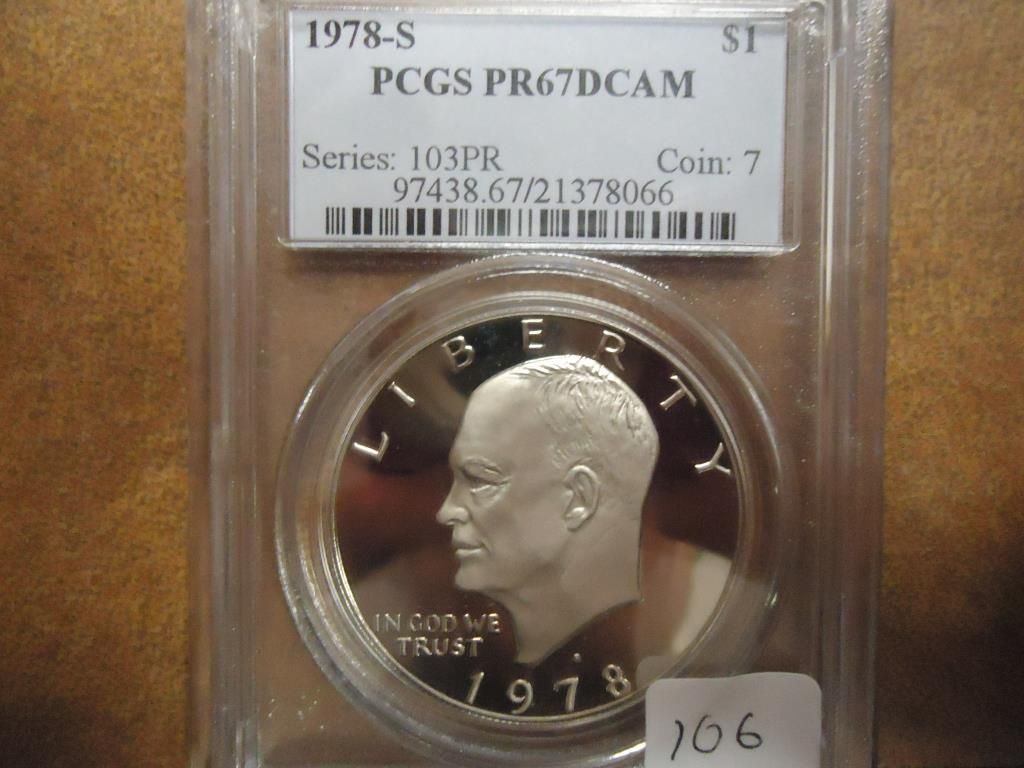 1978-S $1
PCGS PR67DCAM
Series: 103PR Coin: 7
97438.67/21378066
LIBERTY
IN GOD WE
TRUST
1978
106